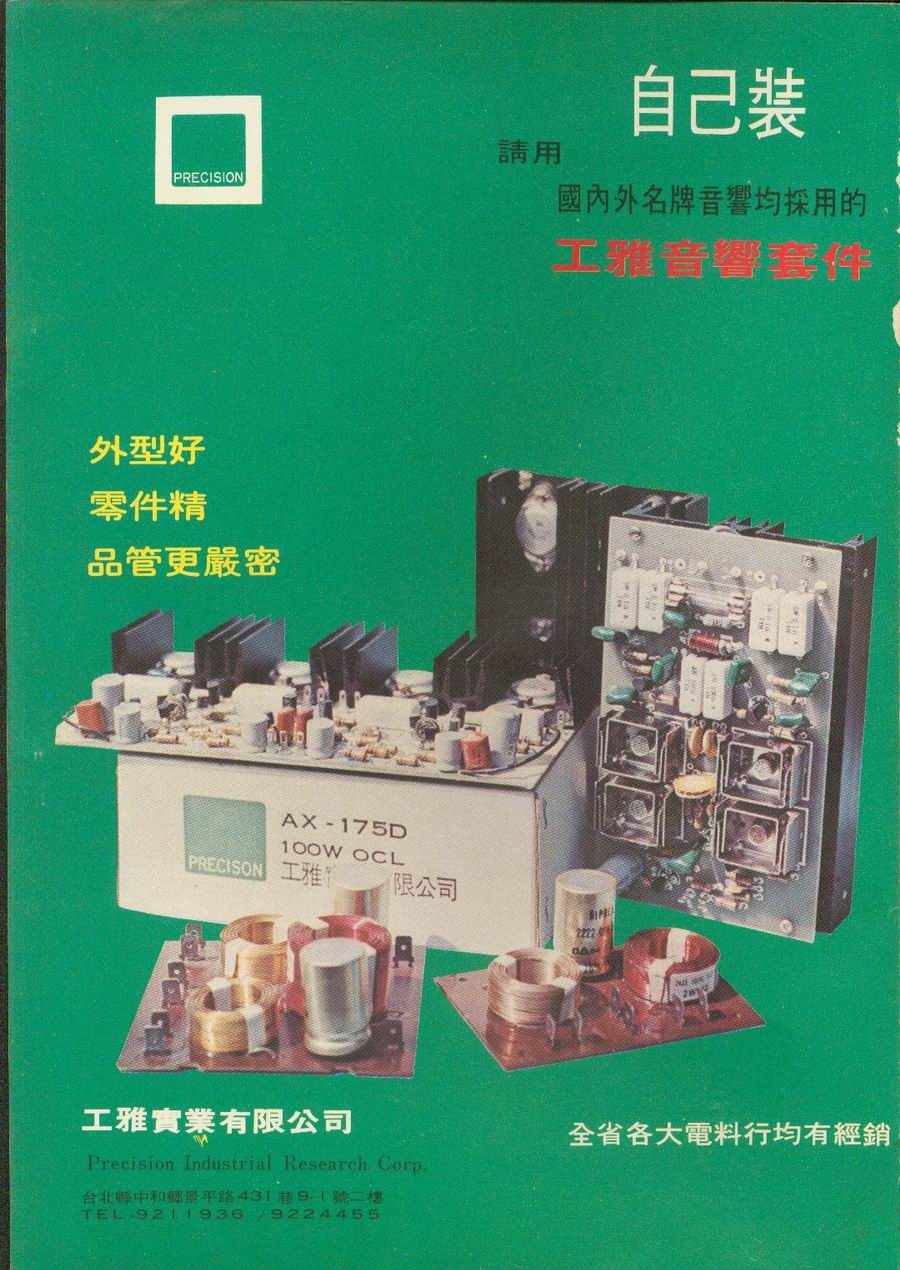 自己裝
請用
國內外名牌音響均採用的
工雅音響套件
PRECISION
外型好
零件精
品管更嚴密
PRECISON
AX-175D
100W OCL
工雅
限公司
BIPOL
2222-0
工雅實業有限公司
Precision Industrial Research Corp.
台北縣中和鄉景平路431巷9-1號二樓
TEL-9211936 /9224455
全省各大電料行均有經銷